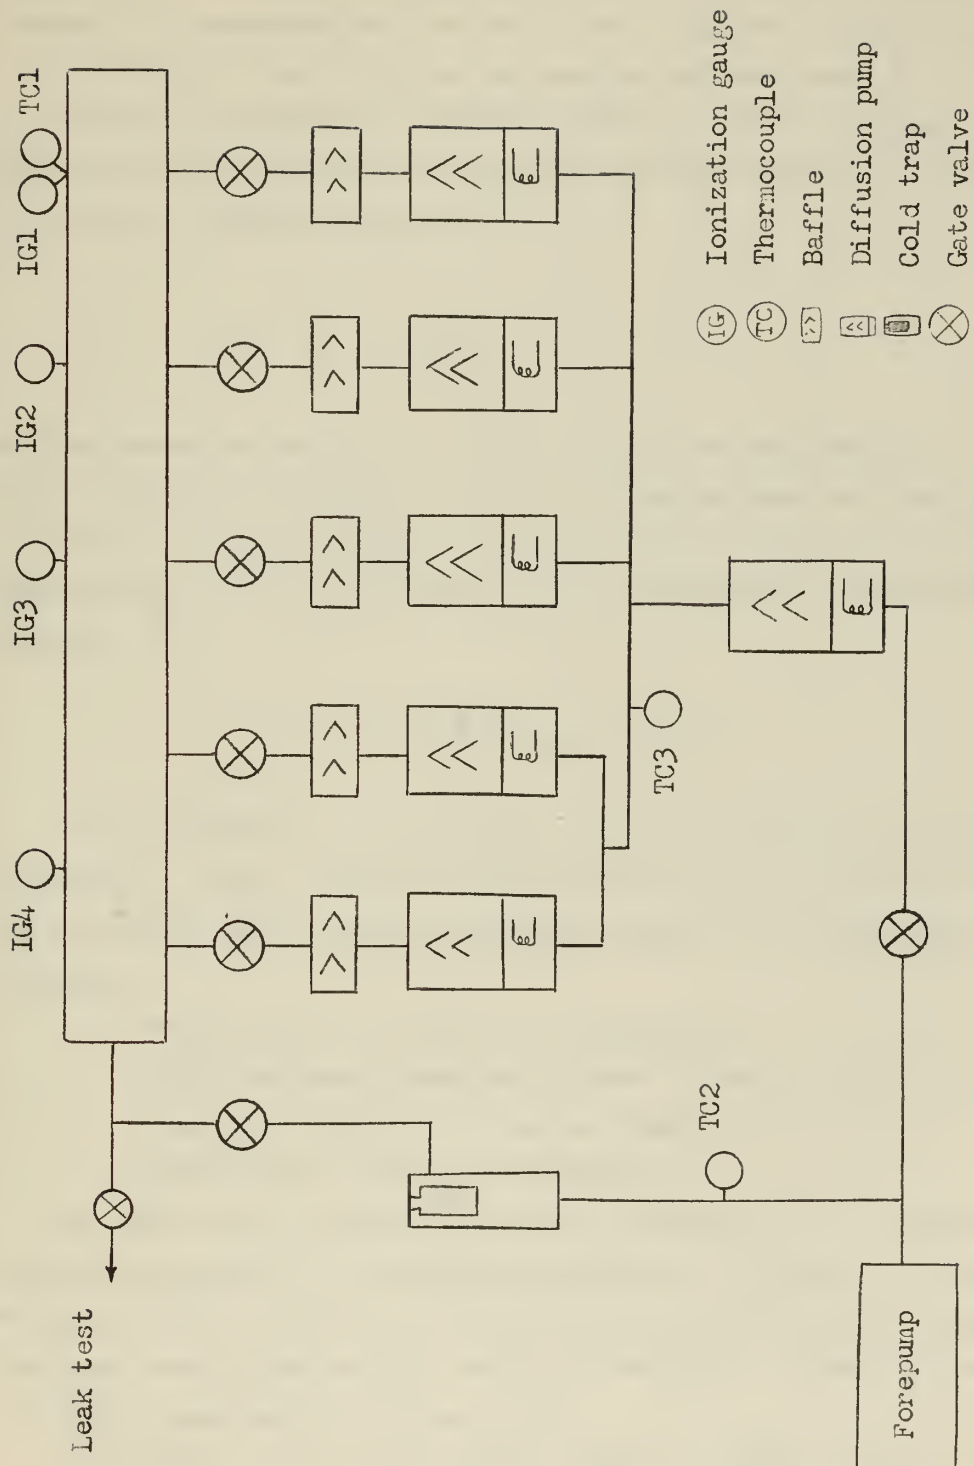 Leak test
IG4
IG3
IG2
IG1
TC1
TC2
TC3
Forepump
IG Ionization gauge
TC Thermocouple
Baffle
Diffusion pump
Cold trap
Gate valve